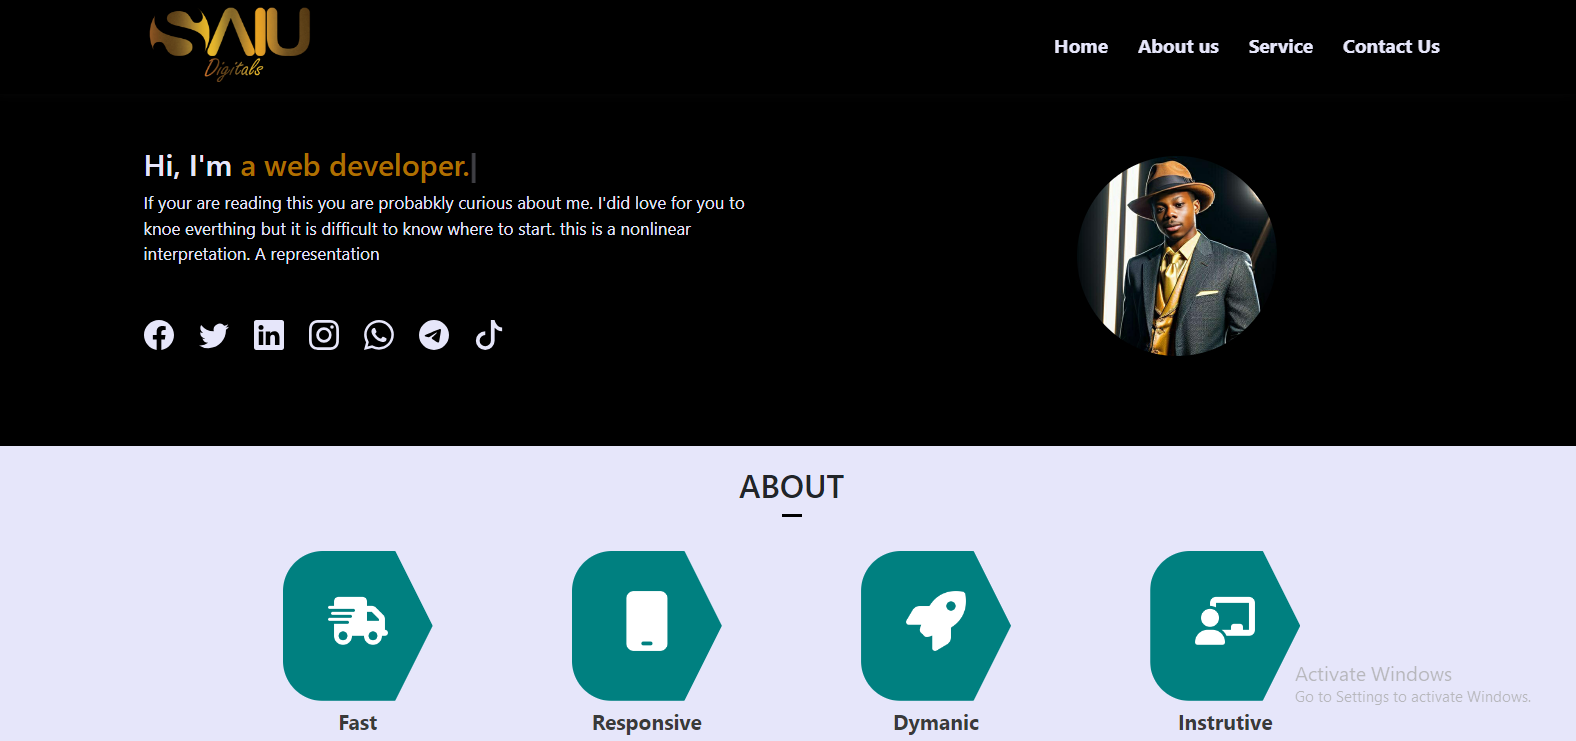 SAIU
Digitals
Home About us Service Contact Us
Hi, I'm a web developer.
If your are reading this you are probabkly curious about me. I'did love for you to
knoe everthing but it is difficult to know where to start. this is a nonlinear
interpretation. A representation
ABOUT
Fast Responsive Dymanic Instrutive
Activate Windows
Go to Settings to activate Windows.